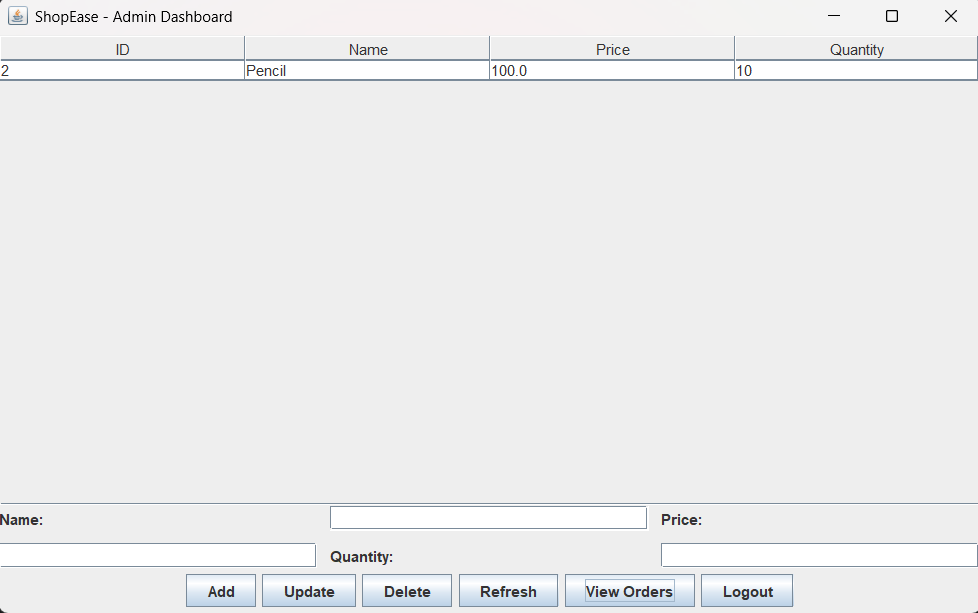 ShopEase - Admin Dashboard
ID Name Price Quantity
2 Pencil 100.0 10
Name: Price:
Quantity:
Add Update Delete Refresh View Orders Logout